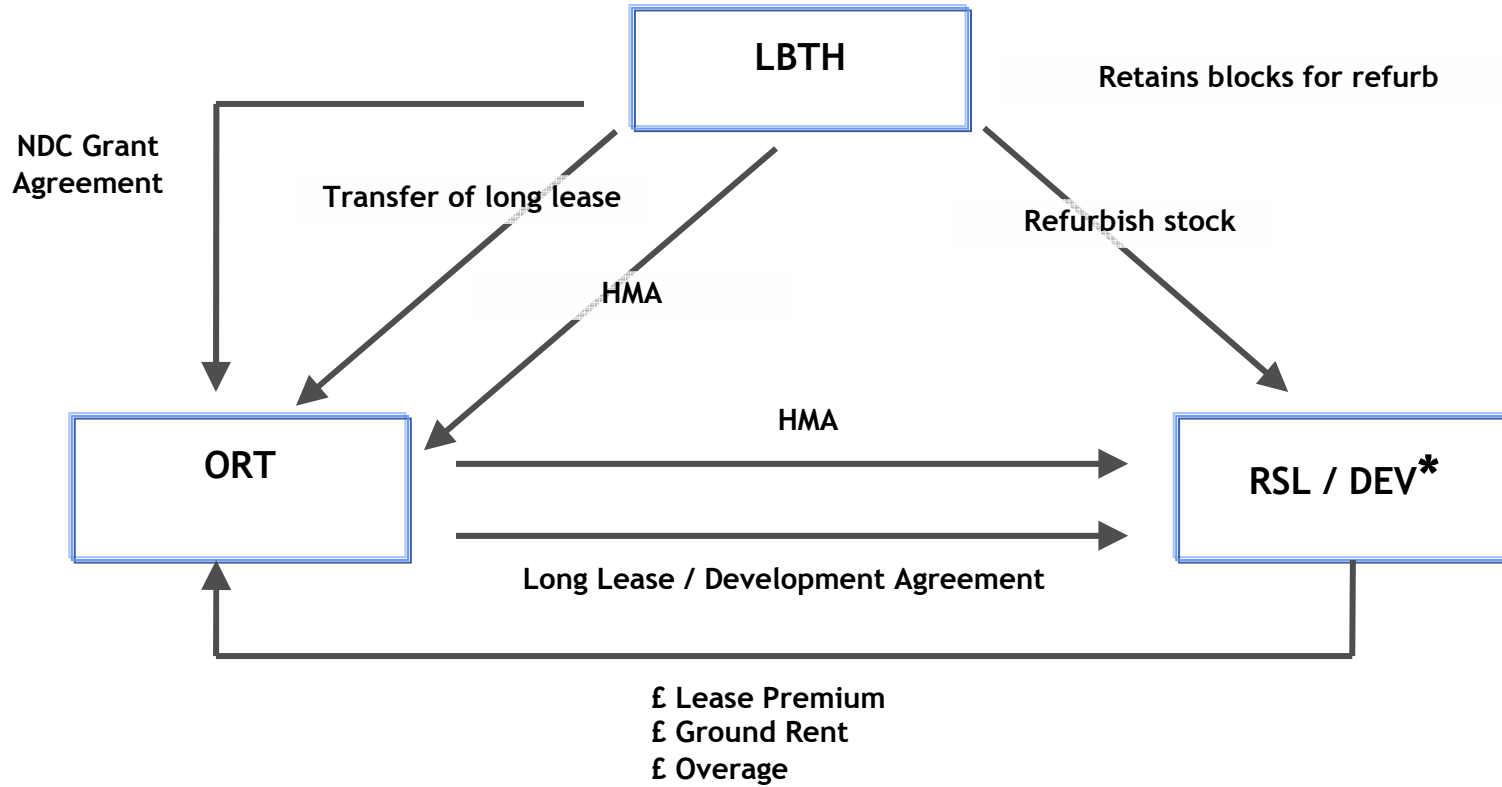 LBTH
Retains blocks for refurb
NDC Grant
Agreement
Transfer of long lease
Refurbish stock
HMA
HMA
ORT
RSL / DEV*
Long Lease / Development Agreement
£ Lease Premium
£ Ground Rent
£ Overage